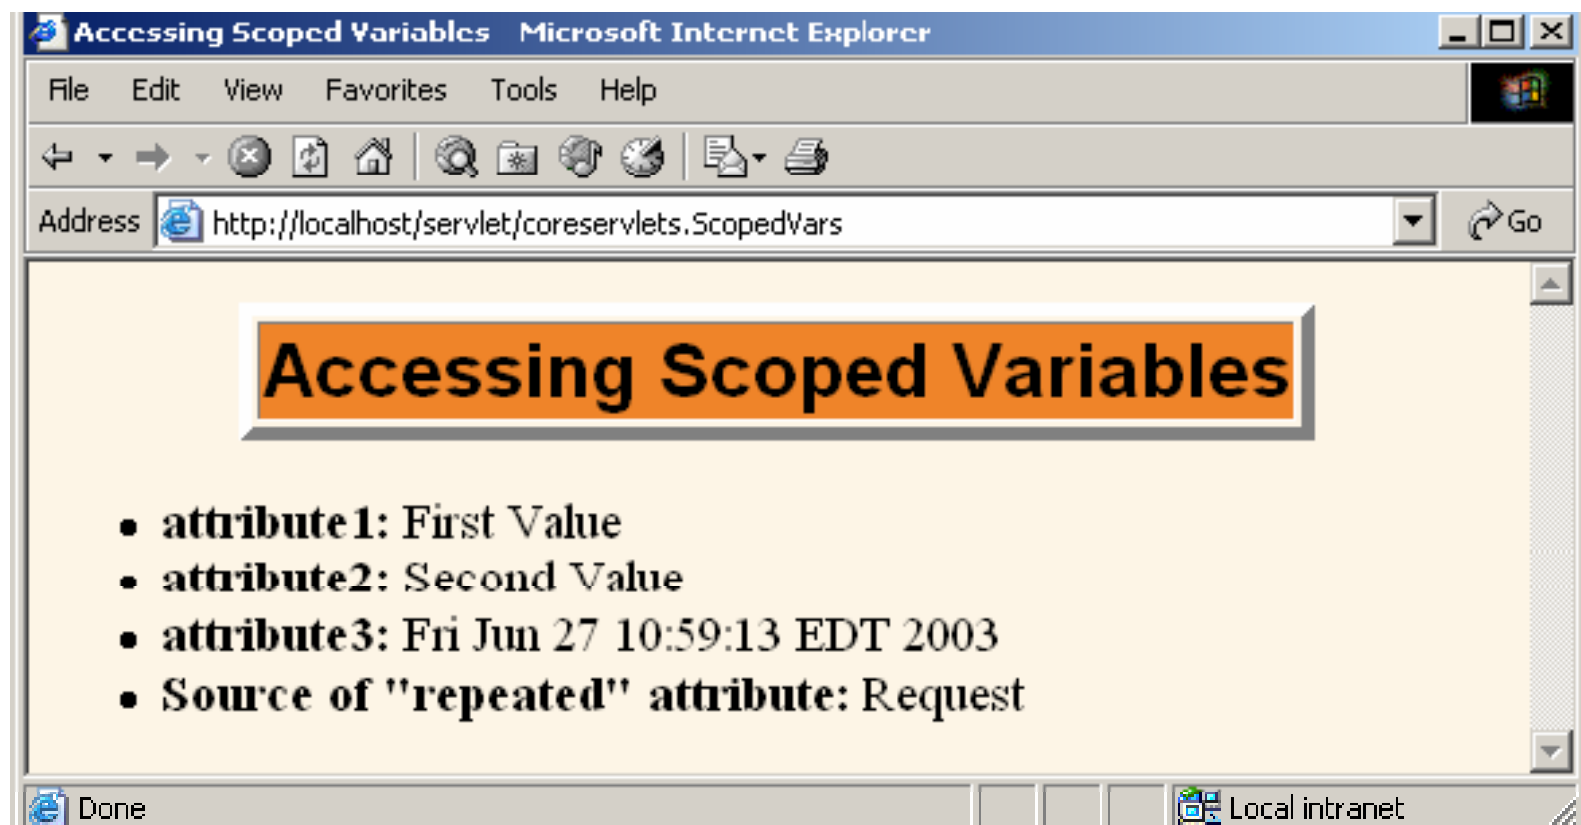 Accessing Scoped Variables Microsoft Internet Explorer
File Edit View Favorites Tools Help
Address http://localhost/servlet/coreservlets.ScopedVars Go
Accessing Scoped Variables
• attribute1: First Value
• attribute2: Second Value
• attribute3: Fri Jun 27 10:59:13 EDT 2003
• Source of "repeated" attribute: Request
Done Local intranet